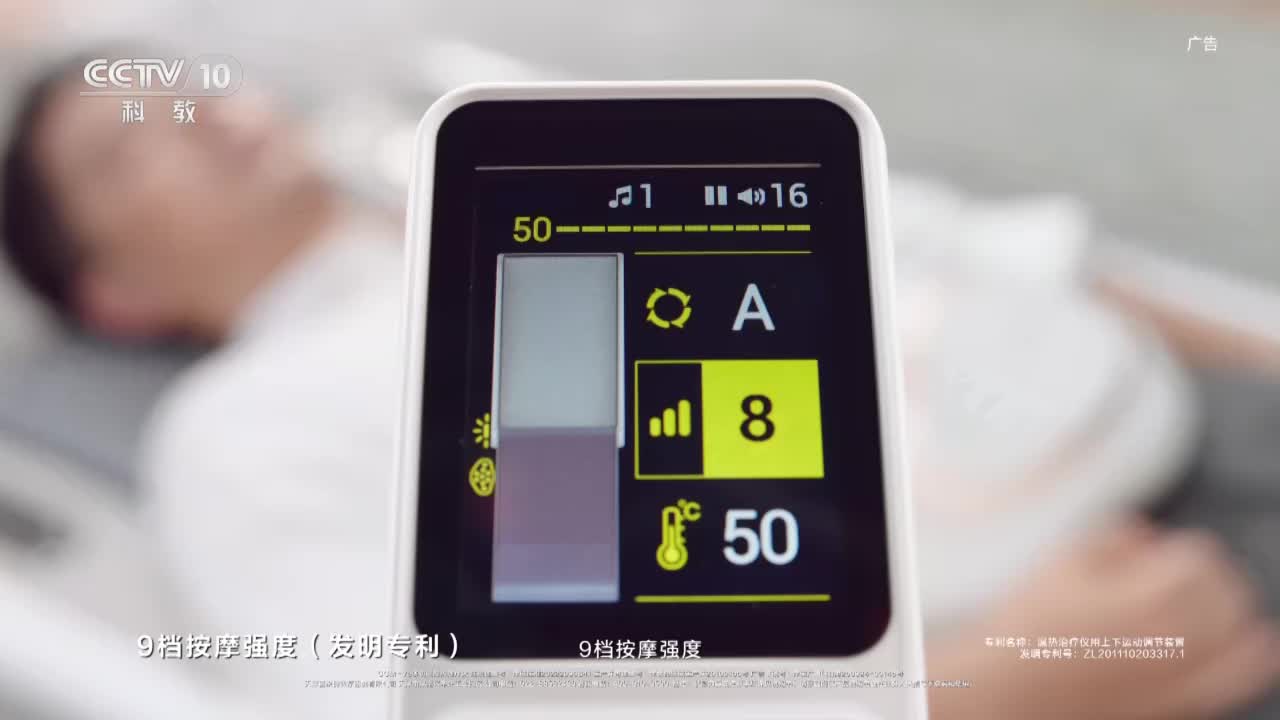 CCTV 10
科教
广告
1 16
50
A
8
°C
50
9档按摩强度（发明专利）
9档按摩强度
专利名称：温热治疗仪用上下运动调节装置
发明专利号：ZL201110203317.1